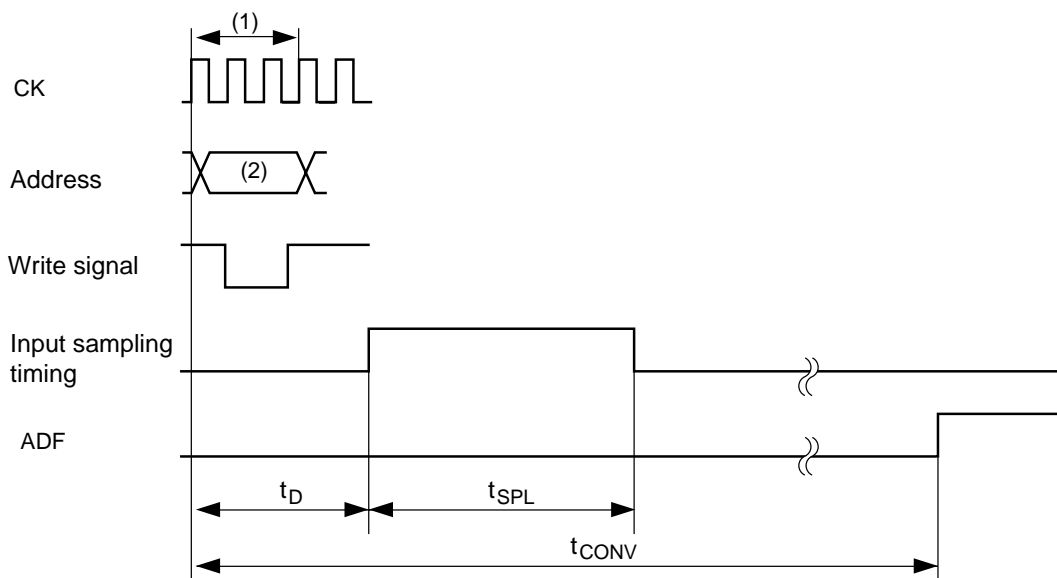 (1)
CK
Address
(2)
Write signal
Input sampling
timing
ADF
tD
tSPL
tCONV